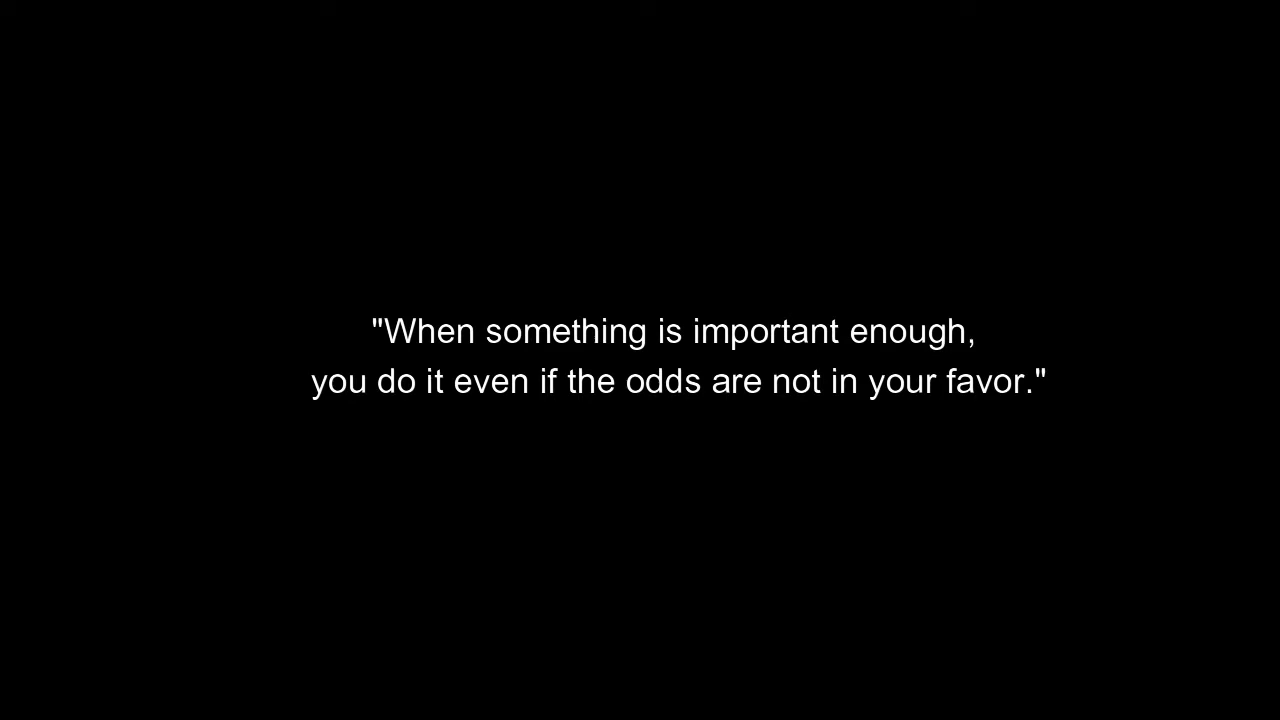 "When something is important enough,
you do it even if the odds are not in your favor."